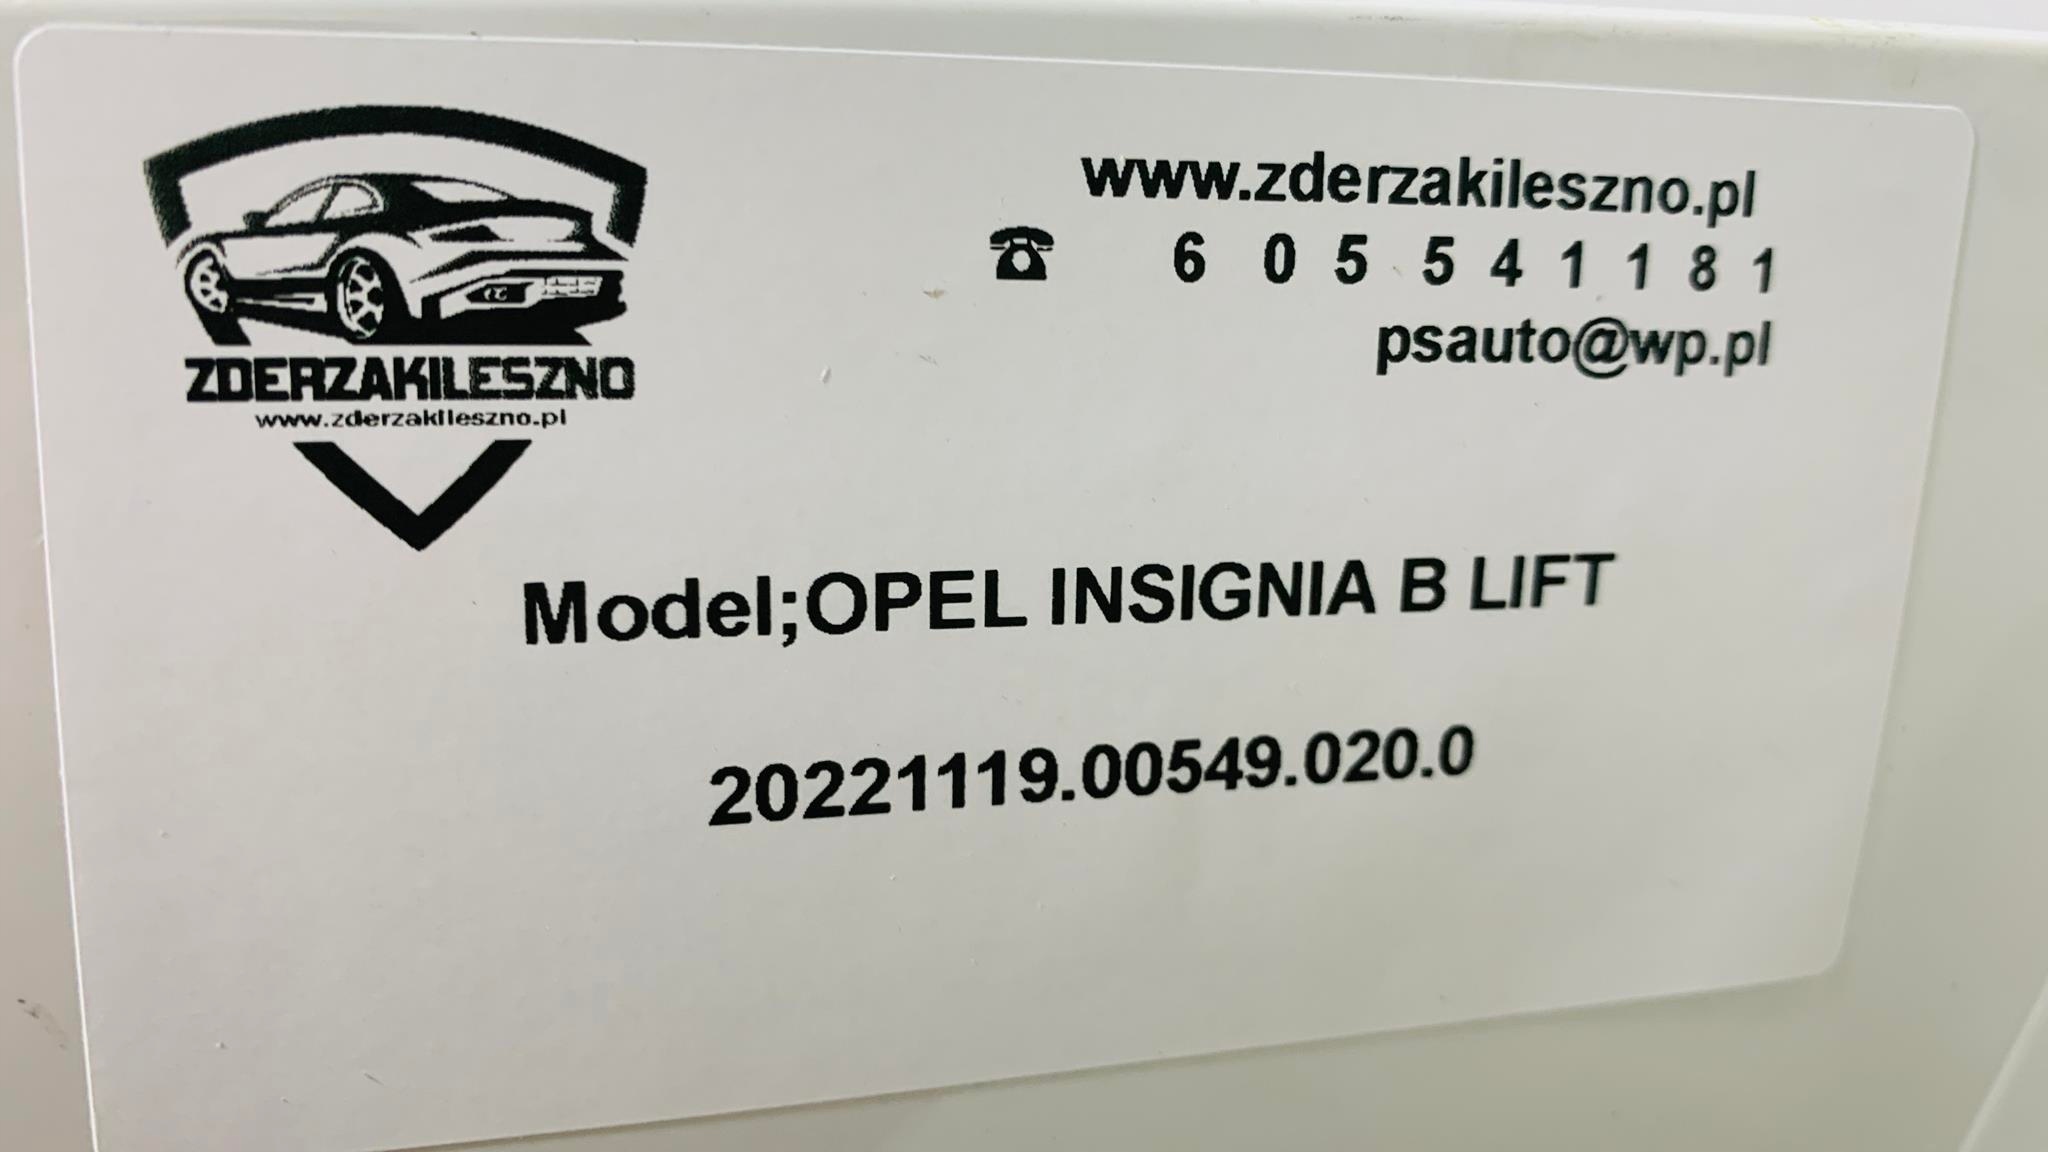 ZDERZAKILESZNO
www.zderzakileszno.pl
www.zderzakileszno.pl
☎ 6 0 5 5 4 1 1 8 1
psauto@wp.pl
Model;OPEL INSIGNIA B LIFT
20221119.00549.020.0